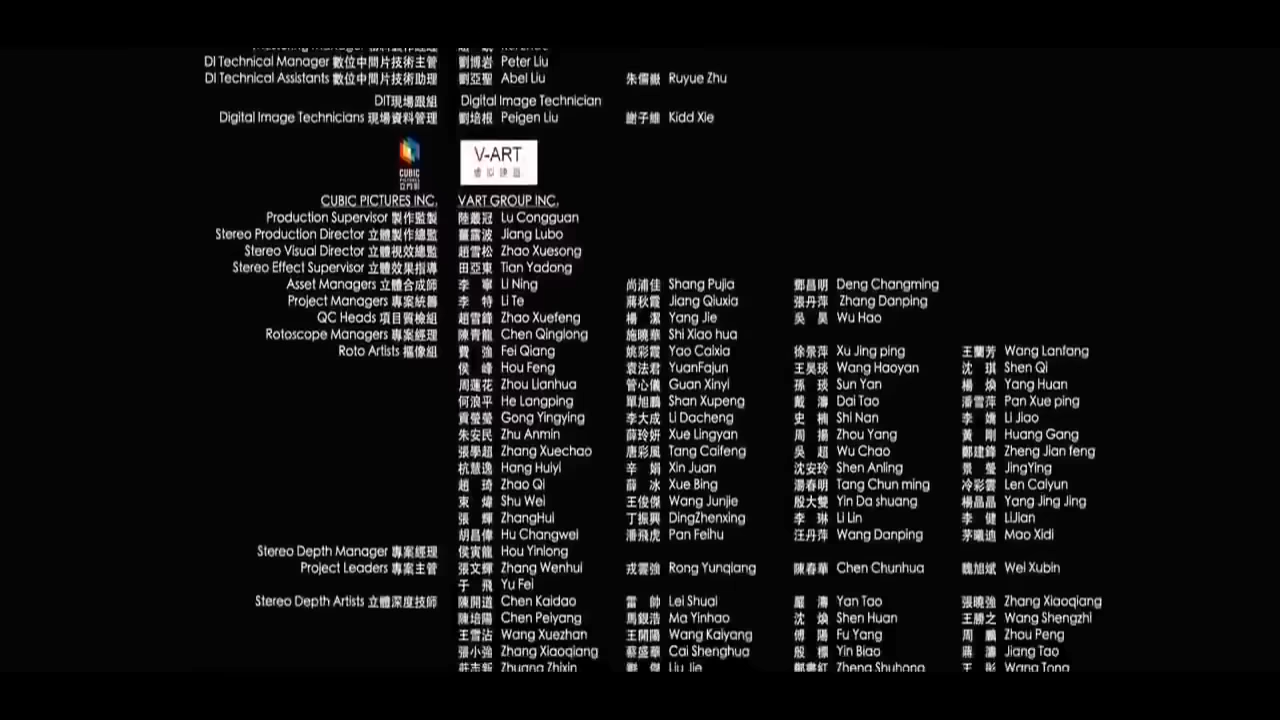 DI Technical Manager 數位中間片技術主管 劉博岩 Peter Liu
DI Technical Assistants 數位中間片技術助理 劉亞聖 Abel Liu 朱儒嶽 Ruyue Zhu
DIT現場跟組 Digital Image Technician
Digital Image Technicians 現場資料管理 劉培根 Peigen Liu 謝子維 Kidd Xie
CUBIC PICTURES V-ART
CUBIC PICTURES INC. VART GROUP INC.
Production Supervisor 製作監製 陸叢冠 Lu Congguan
Stereo Production Director 立體製作總監 薑露波 Jiang Lubo
Stereo Visual Director 立體視效總監 趙雪松 Zhao Xuesong
Stereo Effect Supervisor 立體效果指導 田亞東 Tian Yadong
Asset Managers 立體合成師 李 寧 Li Ning 尚浦佳 Shang Pujia 鄧昌明 Deng Changming
Project Managers 專案統籌 李 特 Li Te 蔣秋霞 Jiang Qiuxia 張丹萍 Zhang Danping
QC Heads 項目質檢組 趙雪鋒 Zhao Xuefeng 楊 潔 Yang Jie 吳 昊 Wu Hao
Rotoscope Managers 專案經理 陳青龍 Chen Qinglong 施曉華 Shi Xiao hua
Roto Artists 摳像組 費 強 Fei Qiang 姚彩霞 Yao Caixia 徐景萍 Xu Jing ping 王蘭芳 Wang Lanfang
侯 峰 Hou Feng 袁法君 YuanFajun 王昊琰 Wang Haoyan 沈 琪 Shen Qi
周蓮花 Zhou Lianhua 管心儀 Guan Xinyi 孫 琰 Sun Yan 楊 煥 Yang Huan
何浪平 He Langping 單旭鵬 Shan Xupeng 戴 濤 Dai Tao 潘雪萍 Pan Xue ping
貢瑩瑩 Gong Yingying 李大成 Li Dacheng 史 楠 Shi Nan 李 嬌 Li Jiao
朱安民 Zhu Anmin 薛玲妍 Xue Lingyan 周 揚 Zhou Yang 黃 剛 Huang Gang
張學超 Zhang Xuechao 唐彩風 Tang Caifeng 吳 超 Wu Chao 鄭建鋒 Zheng Jian feng
杭慧逸 Hang Huiyi 辛 娟 Xin Juan 沈安玲 Shen Anling 景 瑩 JingYing
趙 琦 Zhao Qi 薛 冰 Xue Bing 湯春明 Tang Chun ming 冷彩雲 Len Caiyun
束 煒 Shu Wei 王俊傑 Wang Junjie 殷大雙 Yin Da shuang 楊晶晶 Yang Jing Jing
張 輝 ZhangHui 丁振興 DingZhenxing 李 琳 Li Lin 李 健 LiJian
胡昌偉 Hu Changwei 潘飛虎 Pan Feihu 汪丹萍 Wang Danping 茅曦迪 Mao Xidi
Stereo Depth Manager 專案經理 侯寅龍 Hou Yinlong
Project Leaders 專案主管 張文輝 Zhang Wenhui 戎雲強 Rong Yunqiang 陳春華 Chen Chunhua 魏旭斌 Wei Xubin
于 飛 Yu Fei
Stereo Depth Artists 立體深度技師 陳開道 Chen Kaidao 雷 帥 Lei Shuai 嚴 濤 Yan Tao 張曉強 Zhang Xiaoqiang
陳培陽 Chen Peiyang 馬銀浩 Ma Yinhao 沈 煥 Shen Huan 王勝之 Wang Shengzhi
王雪沾 Wang Xuezhan 王開陽 Wang Kaiyang 傅 陽 Fu Yang 周 鵬 Zhou Peng
張小強 Zhang Xiaoqiang 蔡盛華 Cai Shenghua 殷 標 Yin Biao 蔣 濤 Jiang Tao
莊志新 Zhuang Zhixin 劉 傑 Liu Jie 鄭書紅 Zheng Shuhong 王 彤 Wang Tong